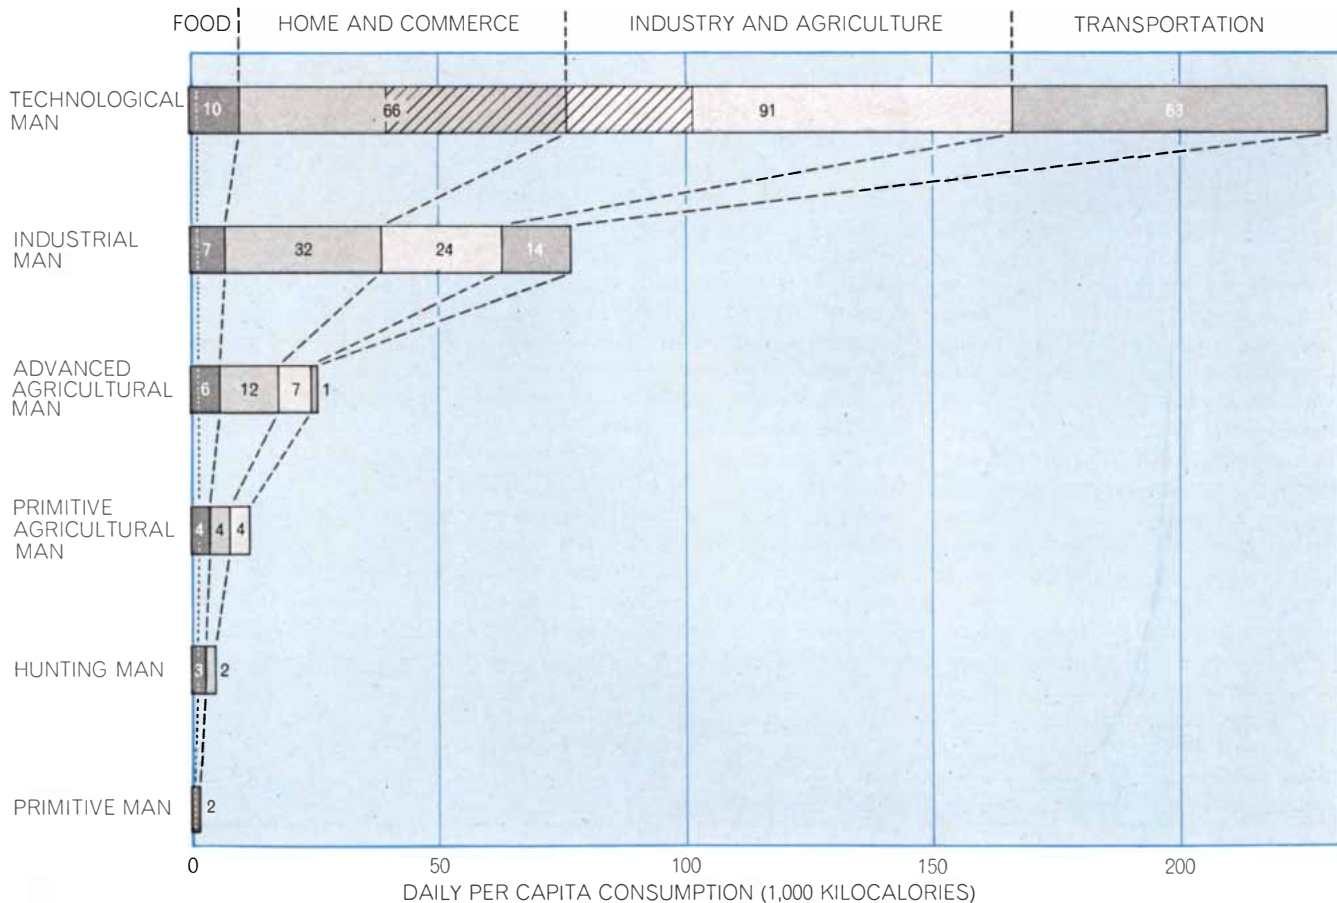 FOOD HOME AND COMMERCE INDUSTRY AND AGRICULTURE TRANSPORTATION
TECHNOLOGICAL
MAN
10 66 91 63
INDUSTRIAL
MAN
7 32 24 14
ADVANCED
AGRICULTURAL
MAN
6 12 7 1
PRIMITIVE
AGRICULTURAL
MAN
4 4 4
HUNTING MAN
3 2
PRIMITIVE MAN
2
0 50 100 150 200
DAILY PER CAPITA CONSUMPTION (1,000 KILOCALORIES)